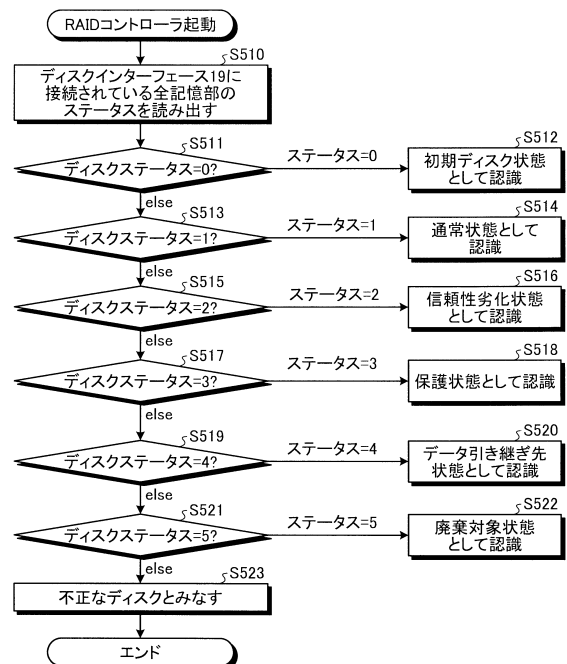 RAIDコントローラ起動
S510
ディスクインターフェース19に
接続されている全記憶部の
ステータスを読み出す
S511
ディスクステータス=0?
ステータス=0
S512
初期ディスク状態
として認識
else
S513
ディスクステータス=1?
ステータス=1
S514
通常状態として
認識
else
S515
ディスクステータス=2?
ステータス=2
S516
信頼性劣化状態
として認識
else
S517
ディスクステータス=3?
ステータス=3
S518
保護状態として認識
else
S519
ディスクステータス=4?
ステータス=4
S520
データ引き継ぎ先
状態として認識
else
S521
ディスクステータス=5?
ステータス=5
S522
廃棄対象状態
として認識
else
S523
不正なディスクとみなす
エンド